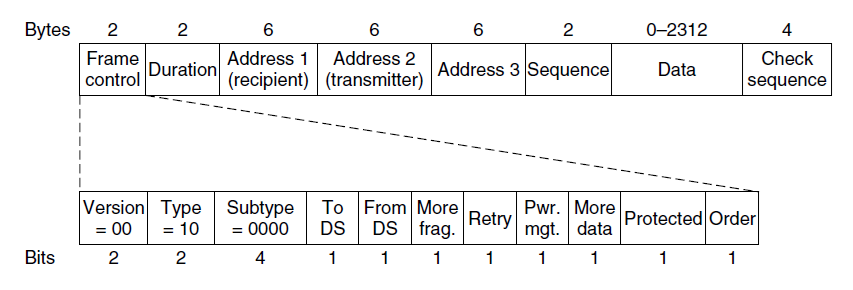 Bytes 2 2 6 6 6 2 0–2312 4
Frame control Duration Address 1 (recipient) Address 2 (transmitter) Address 3 Sequence Data Check sequence
Version = 00 Type = 10 Subtype = 0000 To DS From DS More frag. Retry Pwr. mgt. More data Protected Order
Bits 2 2 4 1 1 1 1 1 1 1 1